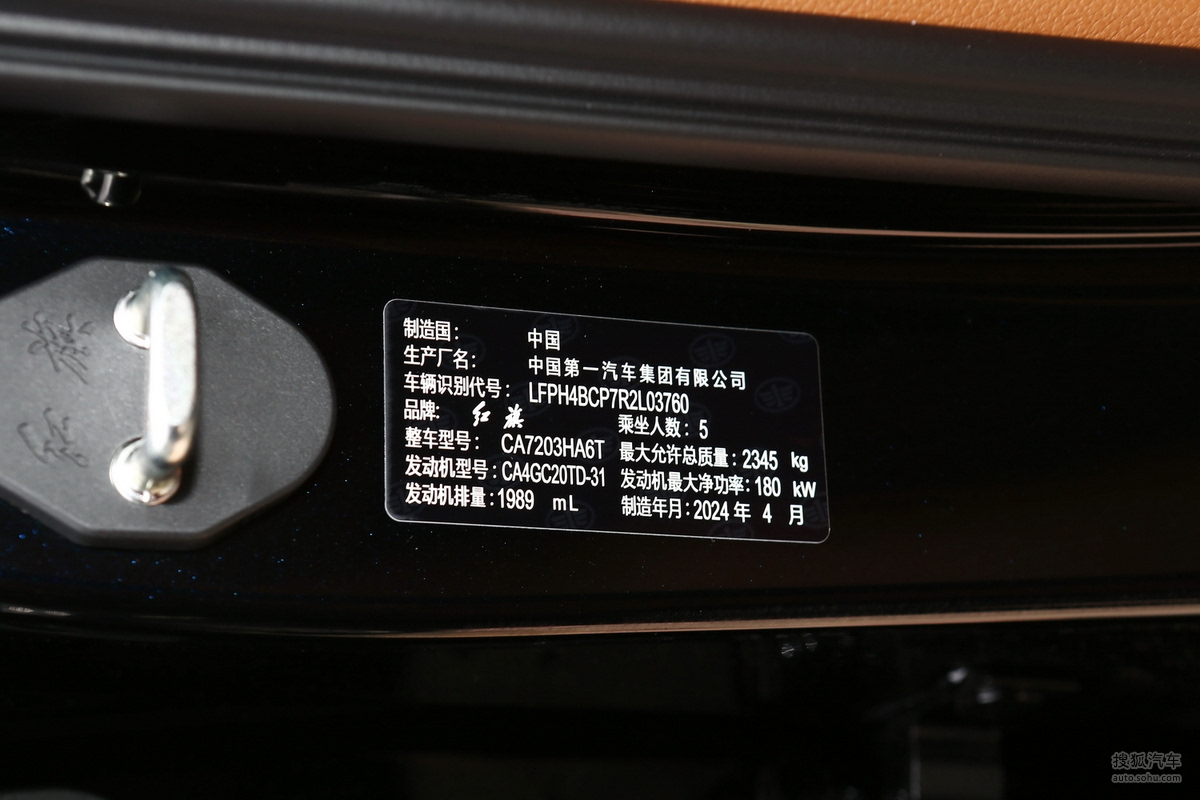 制造国： 中国
生产厂名： 中国第一汽车集团有限公司
车辆识别代号： LFPH4BCP7R2L03760
品牌: 红旗 乘坐人数：5
整车型号： CA7203HA6T 最大允许总质量：2345 kg
发动机型号：CA4GC20TD-31 发动机最大净功率：180 kW
发动机排量：1989 mL 制造年月：2024 年 4 月
红旗
搜狐汽车
auto.sohu.com